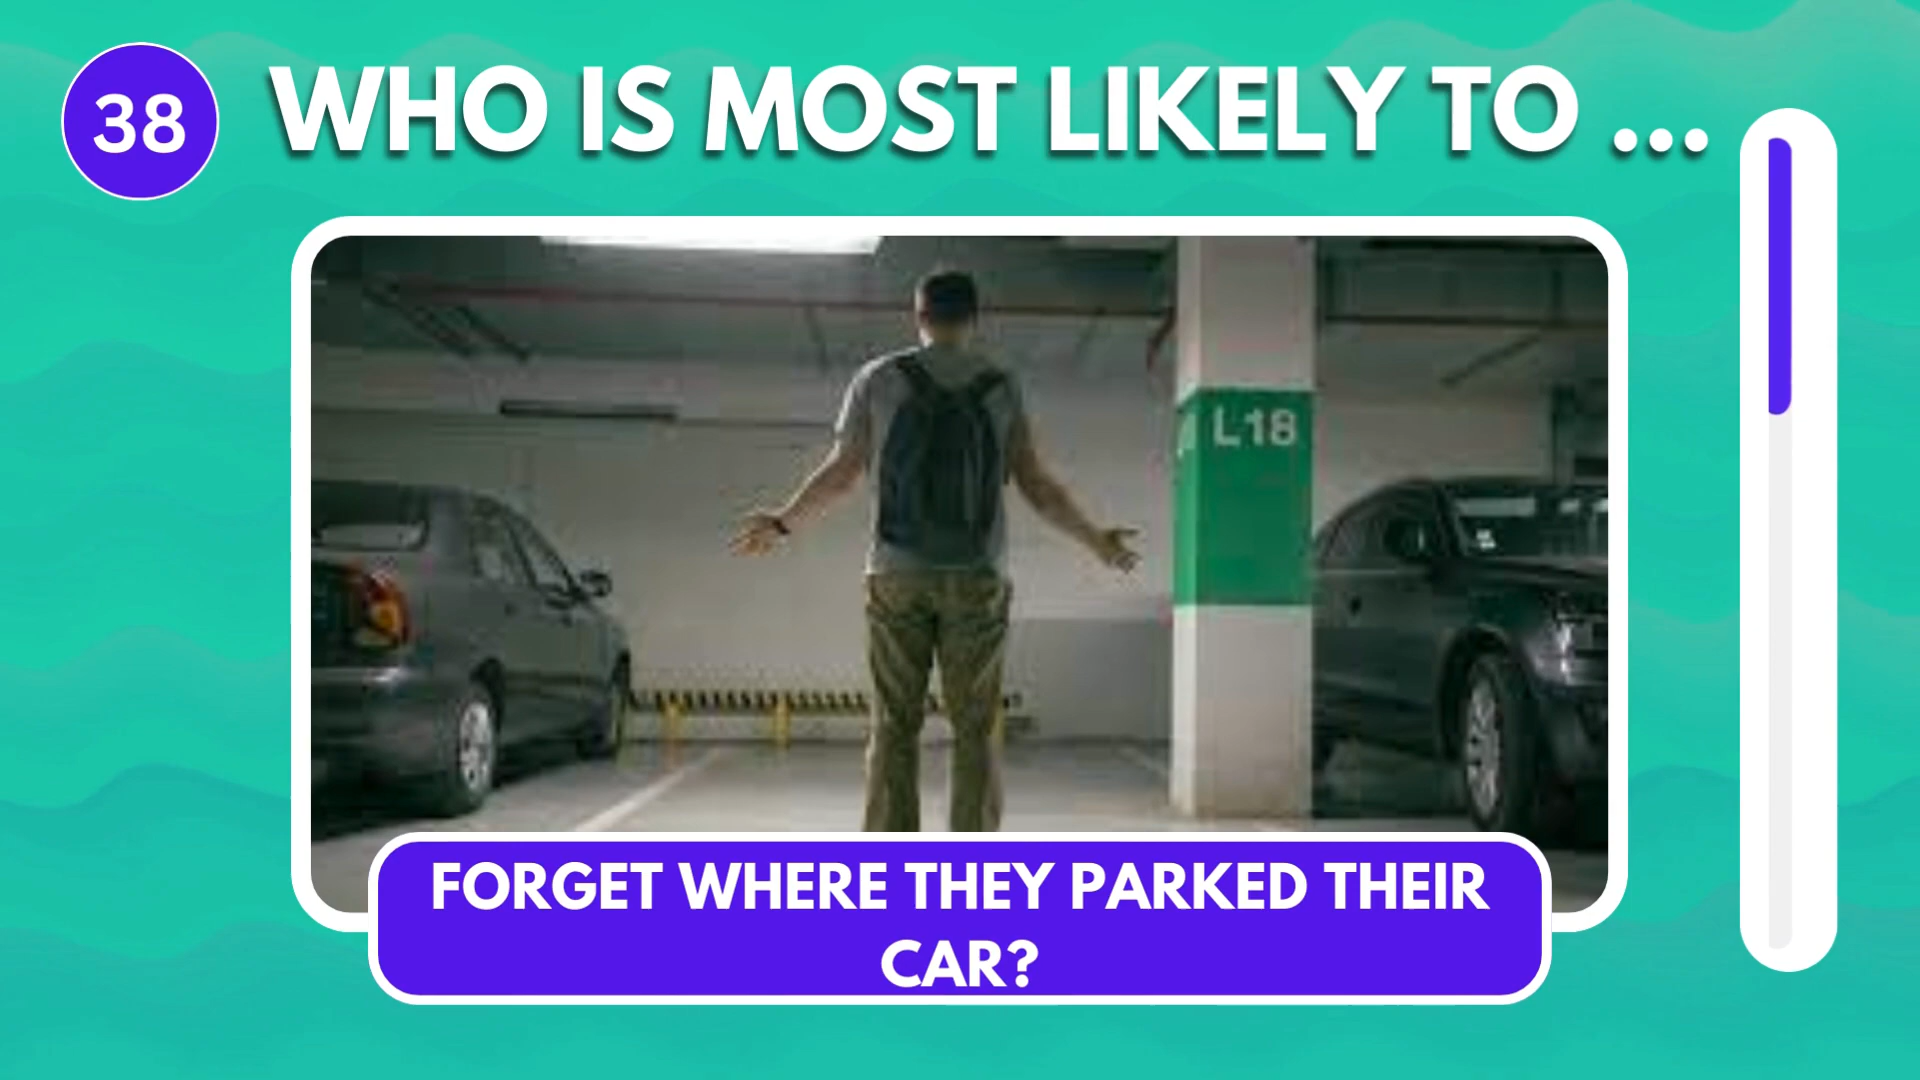 38
WHO IS MOST LIKELY TO ...
L18
FORGET WHERE THEY PARKED THEIR
CAR?